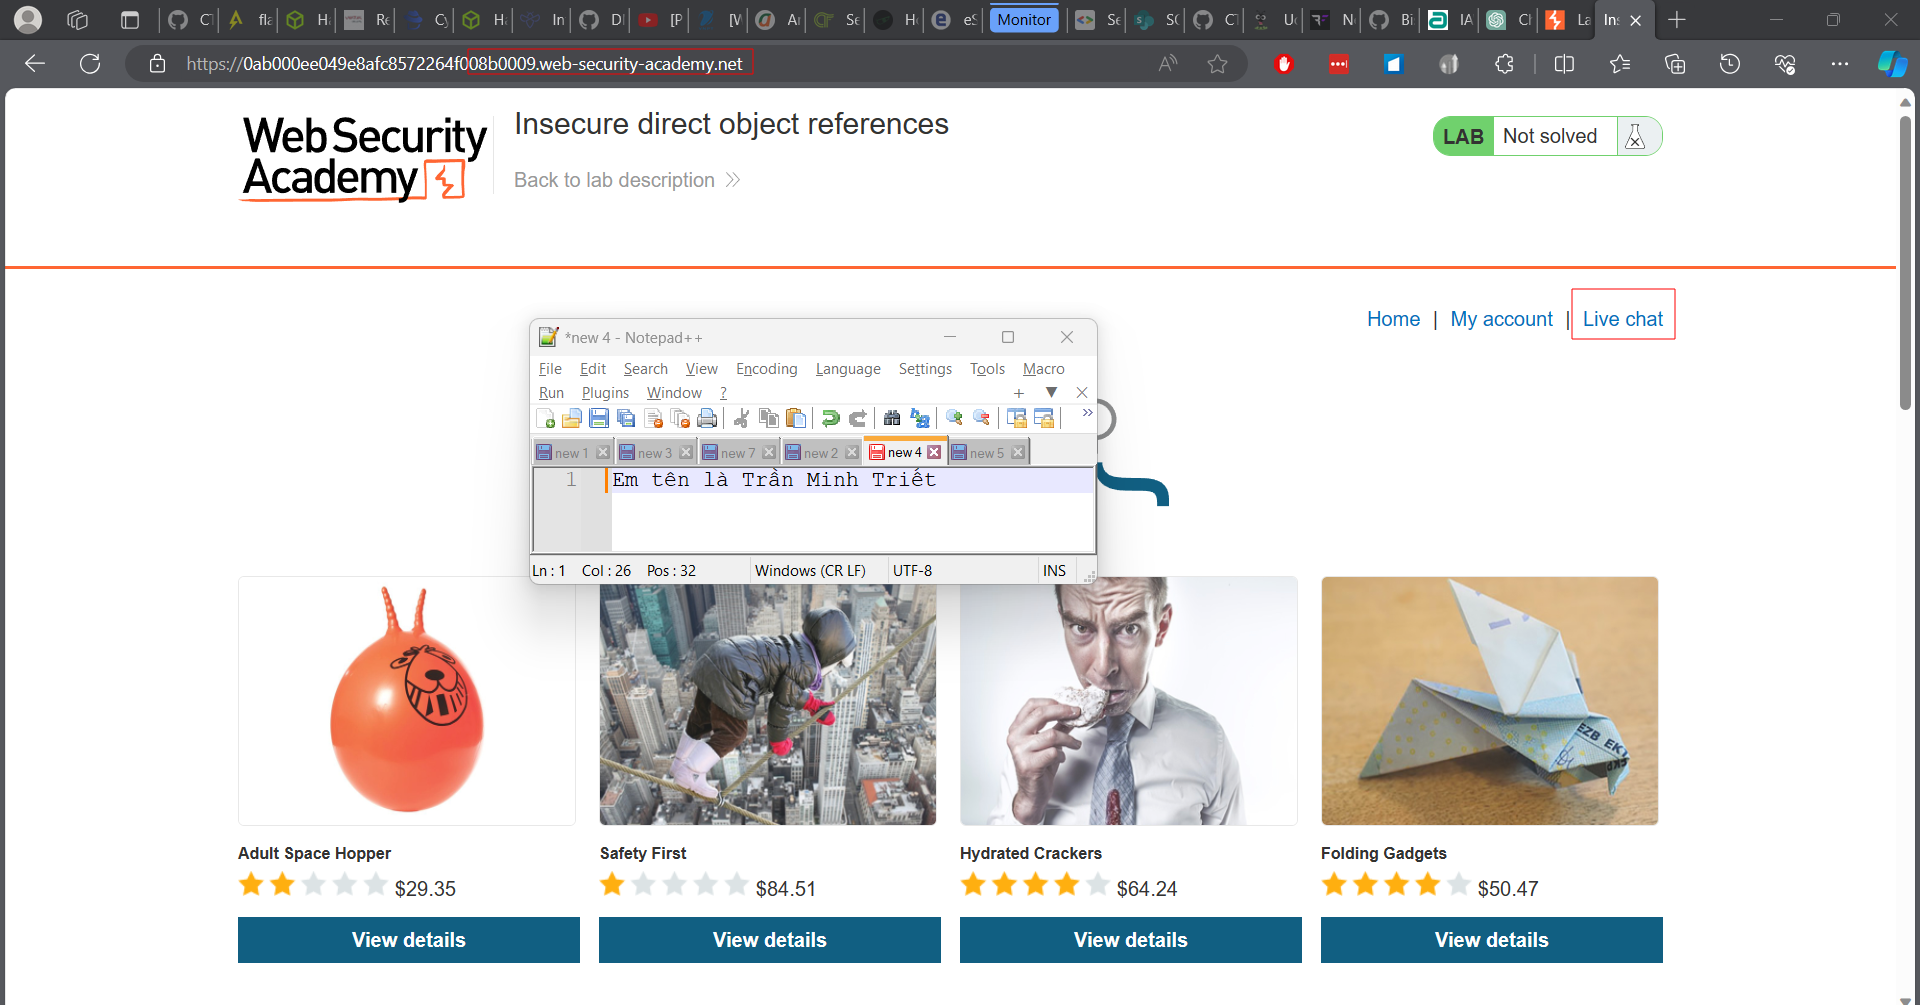 Monitor
https://0ab000ee049e8afc8572264f008b0009.web-security-academy.net
Web Security
Academy
Insecure direct object references
Back to lab description
LAB Not solved
Home | My account | Live chat
*new 4 - Notepad++
File Edit Search View Encoding Language Settings Tools Macro
Run Plugins Window ?
new 1 new 3 new 7 new 2 new 4 new 5
1 Em tên là Trần Minh Triết
Ln : 1 Col : 26 Pos : 32 Windows (CR LF) UTF-8 INS
Adult Space Hopper
$29.35
View details
Safety First
$84.51
View details
Hydrated Crackers
$64.24
View details
Folding Gadgets
$50.47
View details